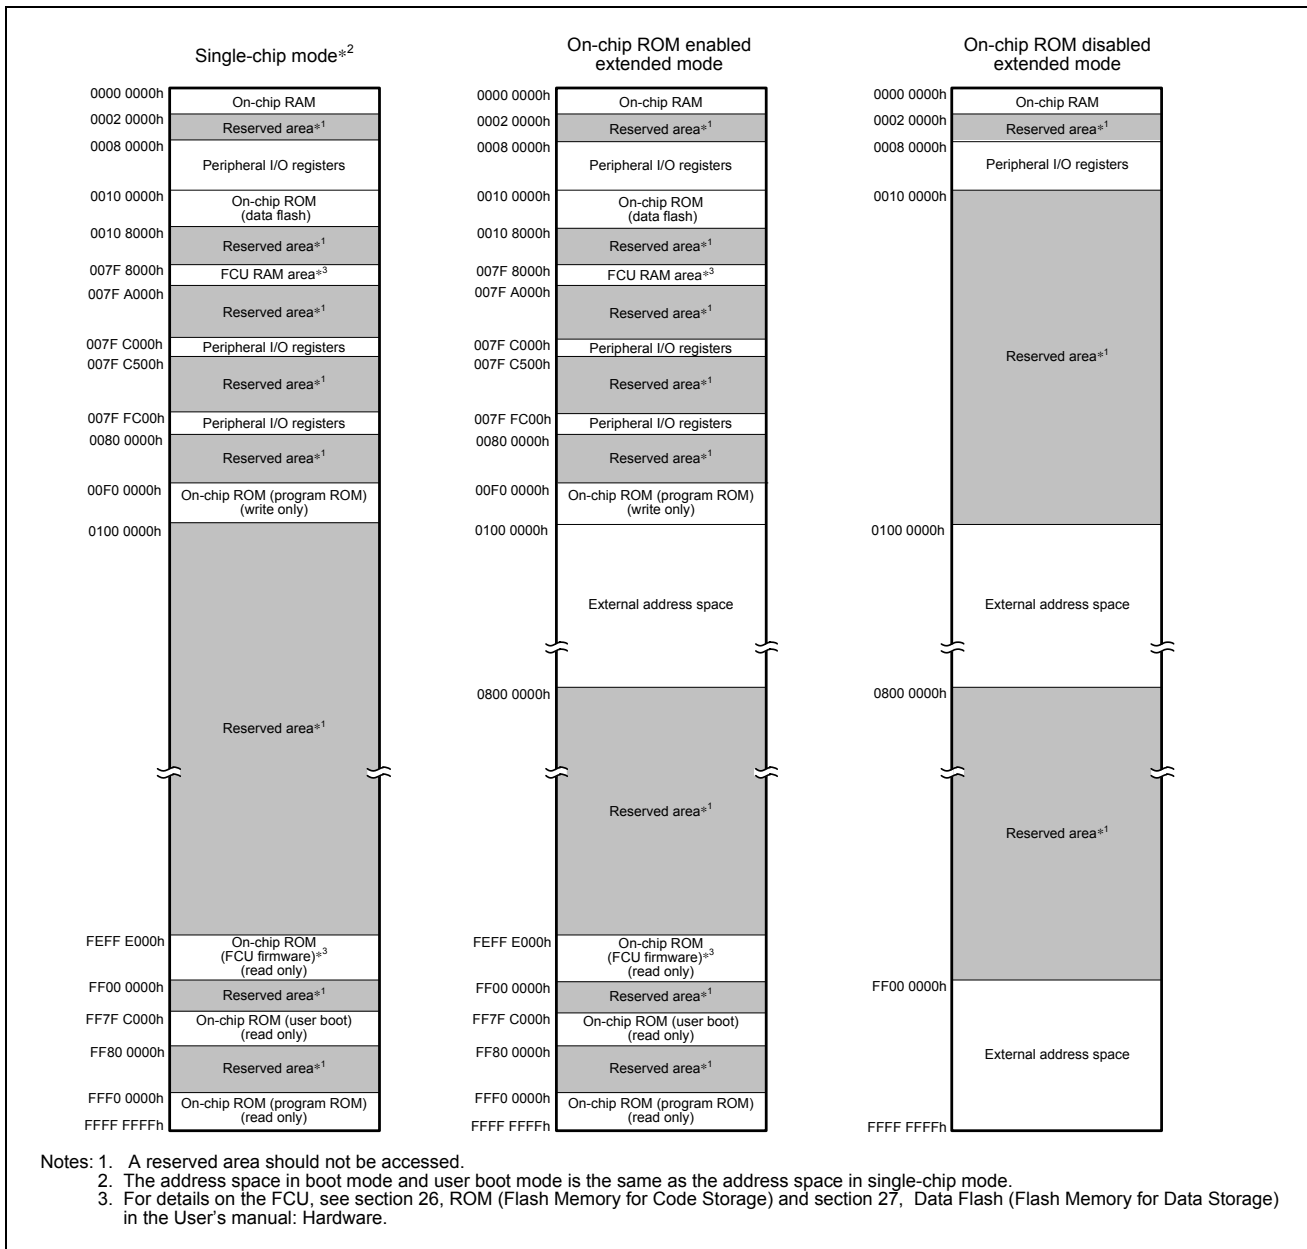 Single-chip mode*2
0000 0000h
On-chip RAM
0002 0000h
Reserved area*1
0008 0000h
Peripheral I/O registers
0010 0000h
On-chip ROM
(data flash)
0010 8000h
Reserved area*1
007F 8000h
FCU RAM area*3
007F A000h
Reserved area*1
007F C000h
Peripheral I/O registers
007F C500h
Reserved area*1
007F FC00h
Peripheral I/O registers
0080 0000h
Reserved area*1
00F0 0000h
On-chip ROM (program ROM)
(write only)
0100 0000h
Reserved area*1
FEFF E000h
On-chip ROM
(FCU firmware)*3
(read only)
FF00 0000h
Reserved area*1
FF7F C000h
On-chip ROM (user boot)
(read only)
FF80 0000h
Reserved area*1
FFF0 0000h
On-chip ROM (program ROM)
(read only)
FFFF FFFFh
On-chip ROM enabled
extended mode
0000 0000h
On-chip RAM
0002 0000h
Reserved area*1
0008 0000h
Peripheral I/O registers
0010 0000h
On-chip ROM
(data flash)
0010 8000h
Reserved area*1
007F 8000h
FCU RAM area*3
007F A000h
Reserved area*1
007F C000h
Peripheral I/O registers
007F C500h
Reserved area*1
007F FC00h
Peripheral I/O registers
0080 0000h
Reserved area*1
00F0 0000h
On-chip ROM (program ROM)
(write only)
0100 0000h
External address space
0800 0000h
Reserved area*1
FEFF E000h
On-chip ROM
(FCU firmware)*3
(read only)
FF00 0000h
Reserved area*1
FF7F C000h
On-chip ROM (user boot)
(read only)
FF80 0000h
Reserved area*1
FFF0 0000h
On-chip ROM (program ROM)
(read only)
FFFF FFFFh
On-chip ROM disabled
extended mode
0000 0000h
On-chip RAM
0002 0000h
Reserved area*1
0008 0000h
Peripheral I/O registers
0010 0000h
Reserved area*1
0100 0000h
External address space
0800 0000h
Reserved area*1
FF00 0000h
External address space
FFFF FFFFh
Notes: 1. A reserved area should not be accessed.
2. The address space in boot mode and user boot mode is the same as the address space in single-chip mode.
3. For details on the FCU, see section 26, ROM (Flash Memory for Code Storage) and section 27, Data Flash (Flash Memory for Data Storage)
in the User's manual: Hardware.